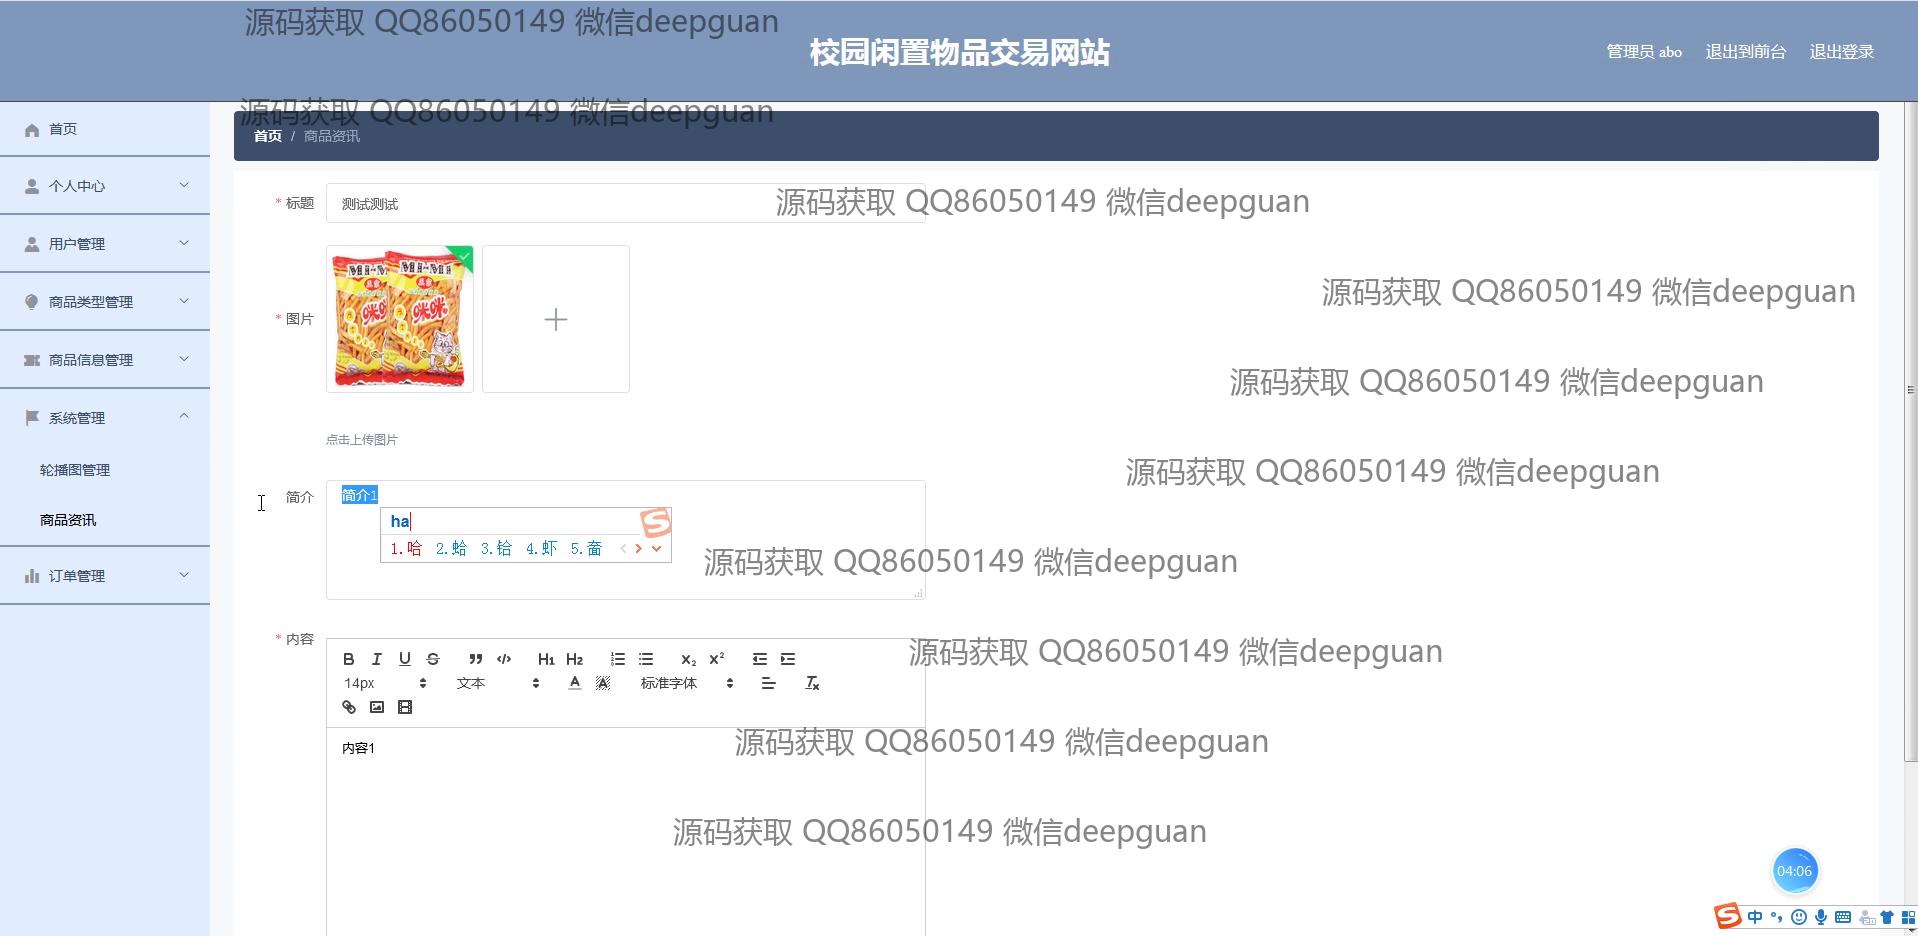 源码获取 QQ86050149 微信deepguan
校园闲置物品交易网站
管理员 abo 退出到前台 退出登录
源码获取 QQ86050149 微信deepguan
首页
首页 / 商品资讯
个人中心
* 标题 测试测试
源码获取 QQ86050149 微信deepguan
用户管理
源码获取 QQ86050149 微信deepguan
商品类型管理
* 图片
咪咪
咪咪
商品信息管理
源码获取 QQ86050149 微信deepguan
系统管理
点击上传图片
轮播图管理
源码获取 QQ86050149 微信deepguan
简介 简介1
商品资讯
ha
1.哈 2.蛤 3.铪 4.虾 5.奤
源码获取 QQ86050149 微信deepguan
订单管理
* 内容
源码获取 QQ86050149 微信deepguan
B I U S H1 H2 x₂ x²
14px 文本 A A 标准字体 Tx
内容1
源码获取 QQ86050149 微信deepguan
源码获取 QQ86050149 微信deepguan
04:06
S 中